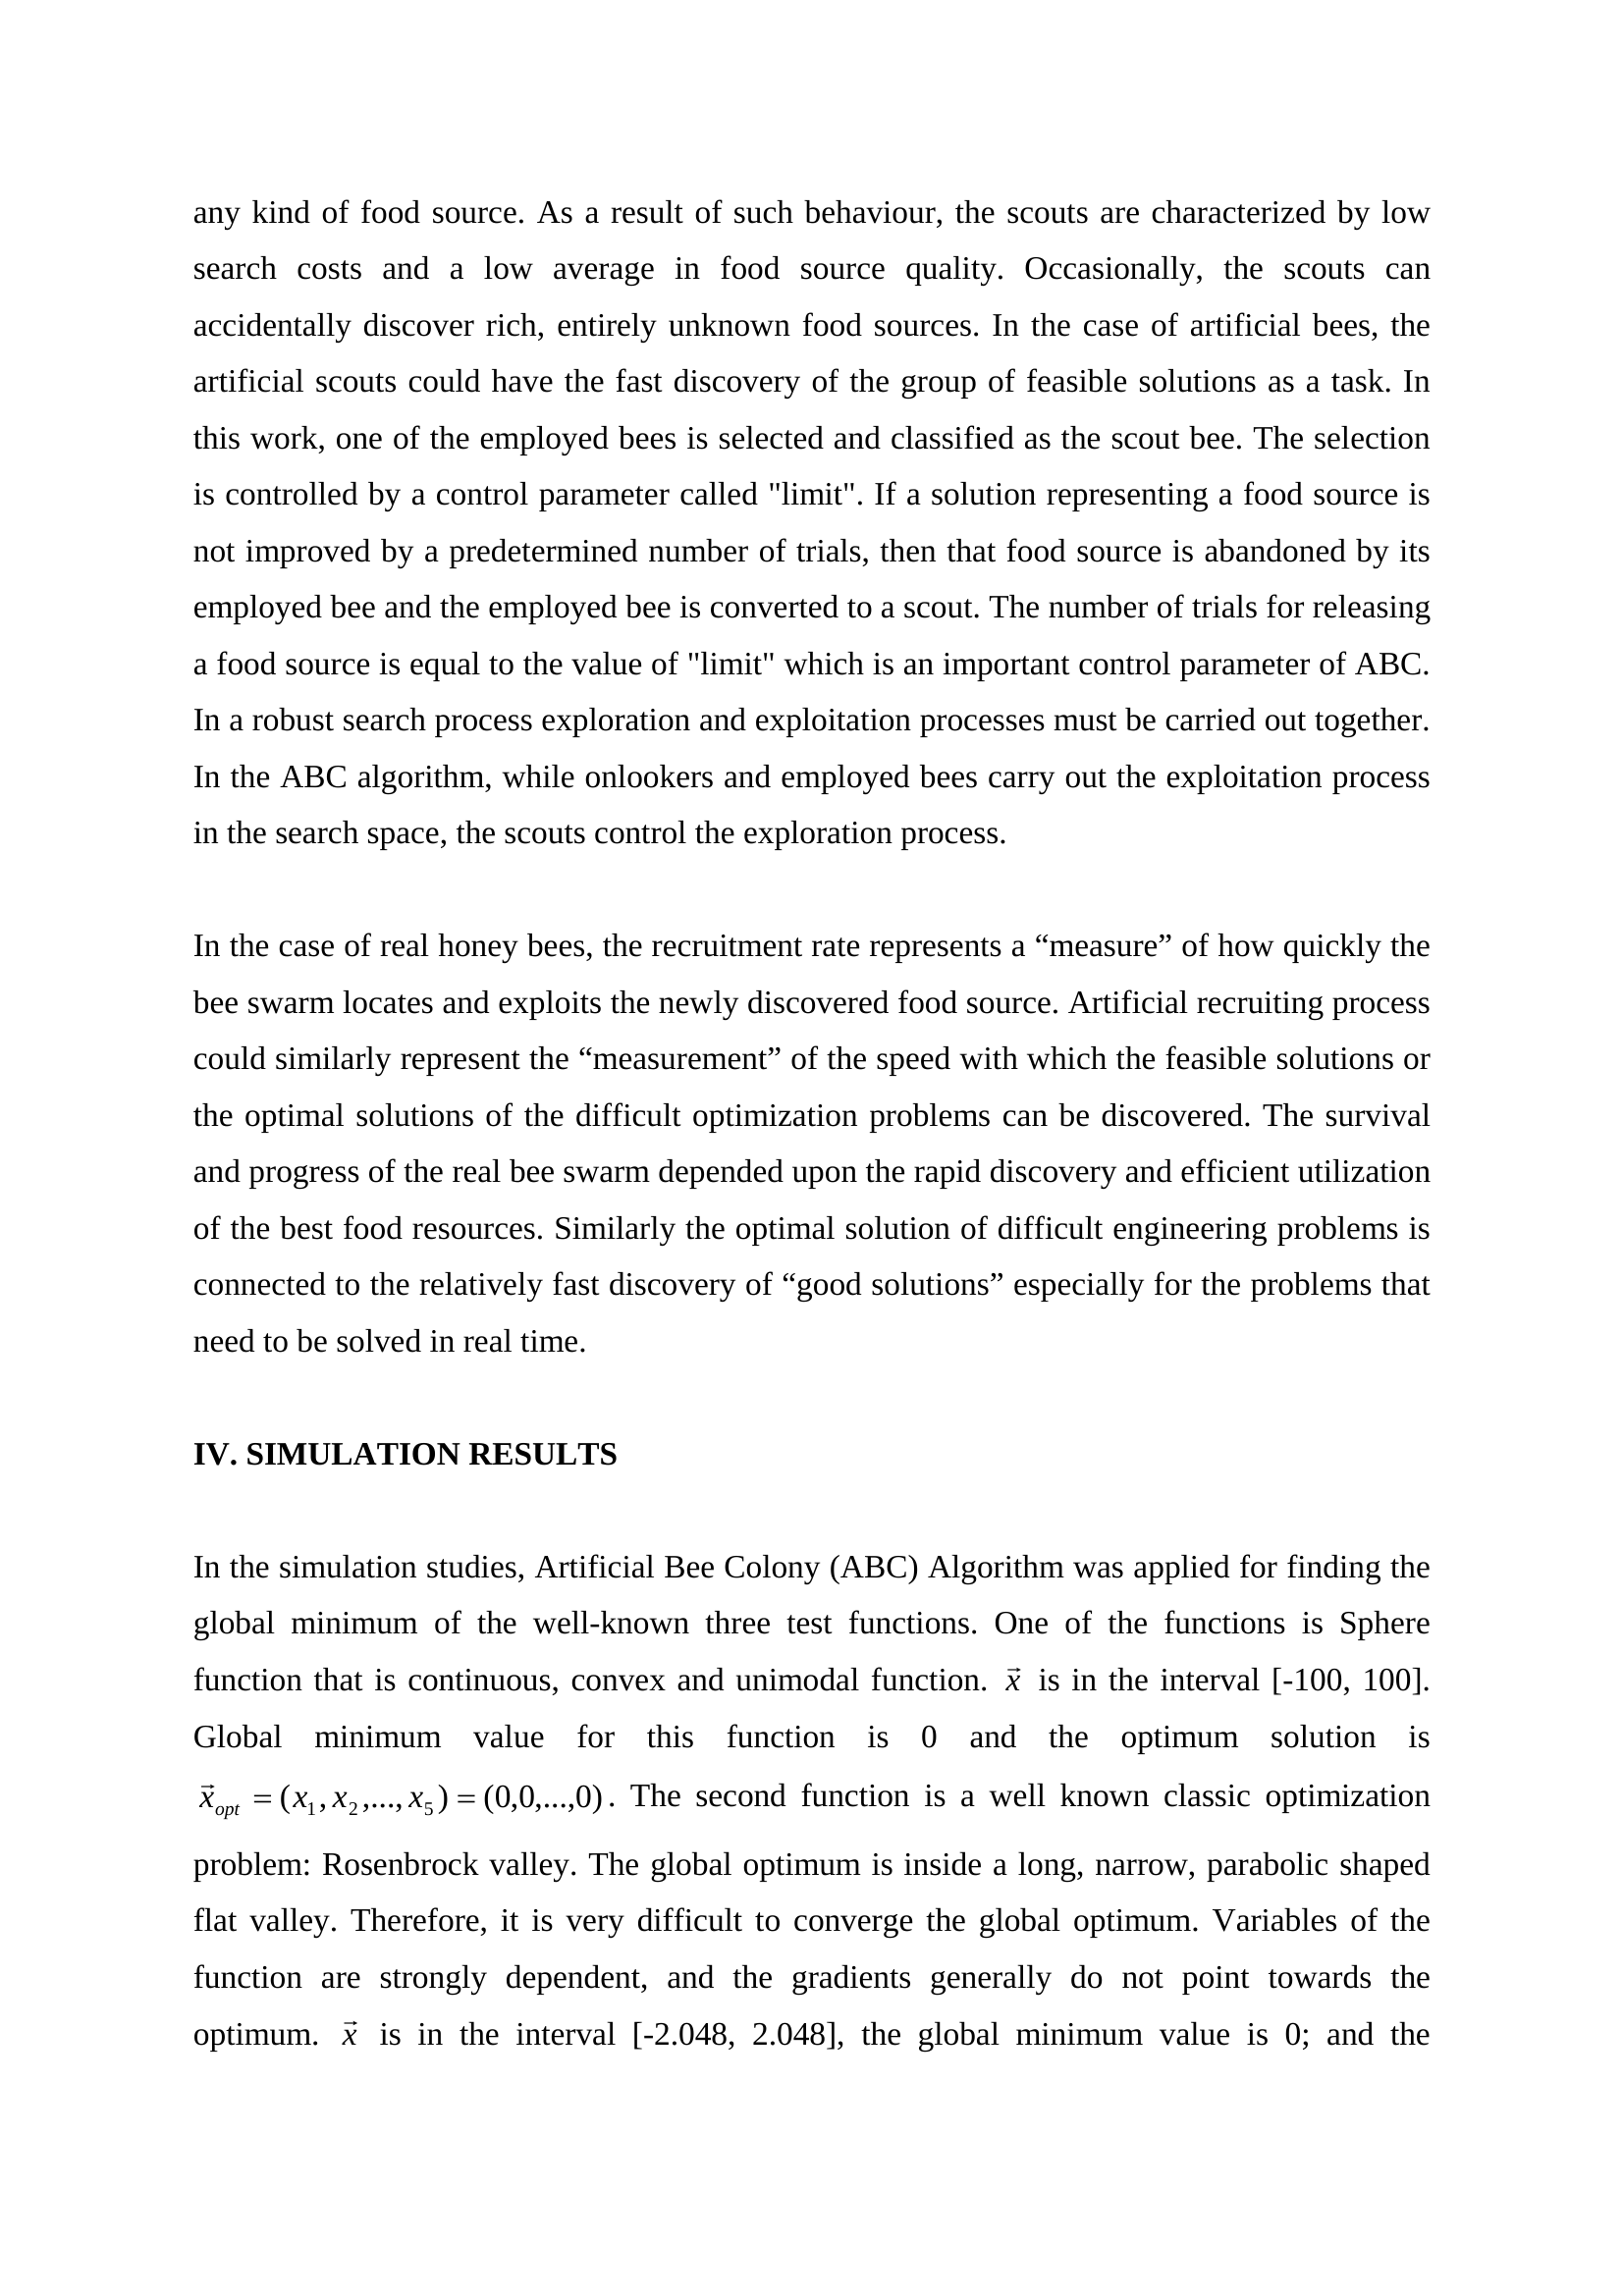 any kind of food source. As a result of such behaviour, the scouts are characterized by low
search costs and a low average in food source quality. Occasionally, the scouts can
accidentally discover rich, entirely unknown food sources. In the case of artificial bees, the
artificial scouts could have the fast discovery of the group of feasible solutions as a task. In
this work, one of the employed bees is selected and classified as the scout bee. The selection
is controlled by a control parameter called "limit". If a solution representing a food source is
not improved by a predetermined number of trials, then that food source is abandoned by its
employed bee and the employed bee is converted to a scout. The number of trials for releasing
a food source is equal to the value of "limit" which is an important control parameter of ABC.
In a robust search process exploration and exploitation processes must be carried out together.
In the ABC algorithm, while onlookers and employed bees carry out the exploitation process
in the search space, the scouts control the exploration process.
In the case of real honey bees, the recruitment rate represents a “measure” of how quickly the
bee swarm locates and exploits the newly discovered food source. Artificial recruiting process
could similarly represent the “measurement” of the speed with which the feasible solutions or
the optimal solutions of the difficult optimization problems can be discovered. The survival
and progress of the real bee swarm depended upon the rapid discovery and efficient utilization
of the best food resources. Similarly the optimal solution of difficult engineering problems is
connected to the relatively fast discovery of “good solutions” especially for the problems that
need to be solved in real time.
IV. SIMULATION RESULTS
In the simulation studies, Artificial Bee Colony (ABC) Algorithm was applied for finding the
global minimum of the well-known three test functions. One of the functions is Sphere
function that is continuous, convex and unimodal function. x⃗ is in the interval [-100, 100].
Global minimum value for this function is 0 and the optimum solution is
x⃗_opt = (x₁, x₂,..., x₅) = (0,0,...,0). The second function is a well known classic optimization
problem: Rosenbrock valley. The global optimum is inside a long, narrow, parabolic shaped
flat valley. Therefore, it is very difficult to converge the global optimum. Variables of the
function are strongly dependent, and the gradients generally do not point towards the
optimum. x⃗ is in the interval [-2.048, 2.048], the global minimum value is 0; and the